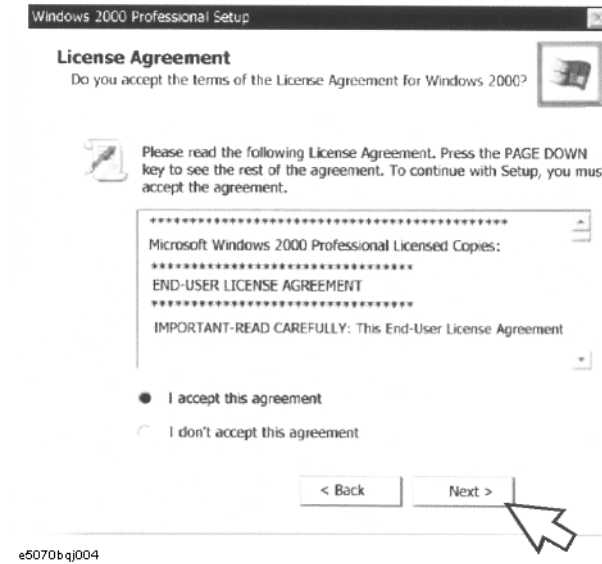 Windows 2000 Professional Setup
License Agreement
Do you accept the terms of the License Agreement for Windows 2000?
Please read the following License Agreement. Press the PAGE DOWN
key to see the rest of the agreement. To continue with Setup, you mus
accept the agreement.
*********************************************
Microsoft Windows 2000 Professional Licensed Copies:
*********************************
END-USER LICENSE AGREEMENT
*********************************
IMPORTANT-READ CAREFULLY: This End-User License Agreement
I accept this agreement
I don't accept this agreement
< Back
Next >
e5070bqj004